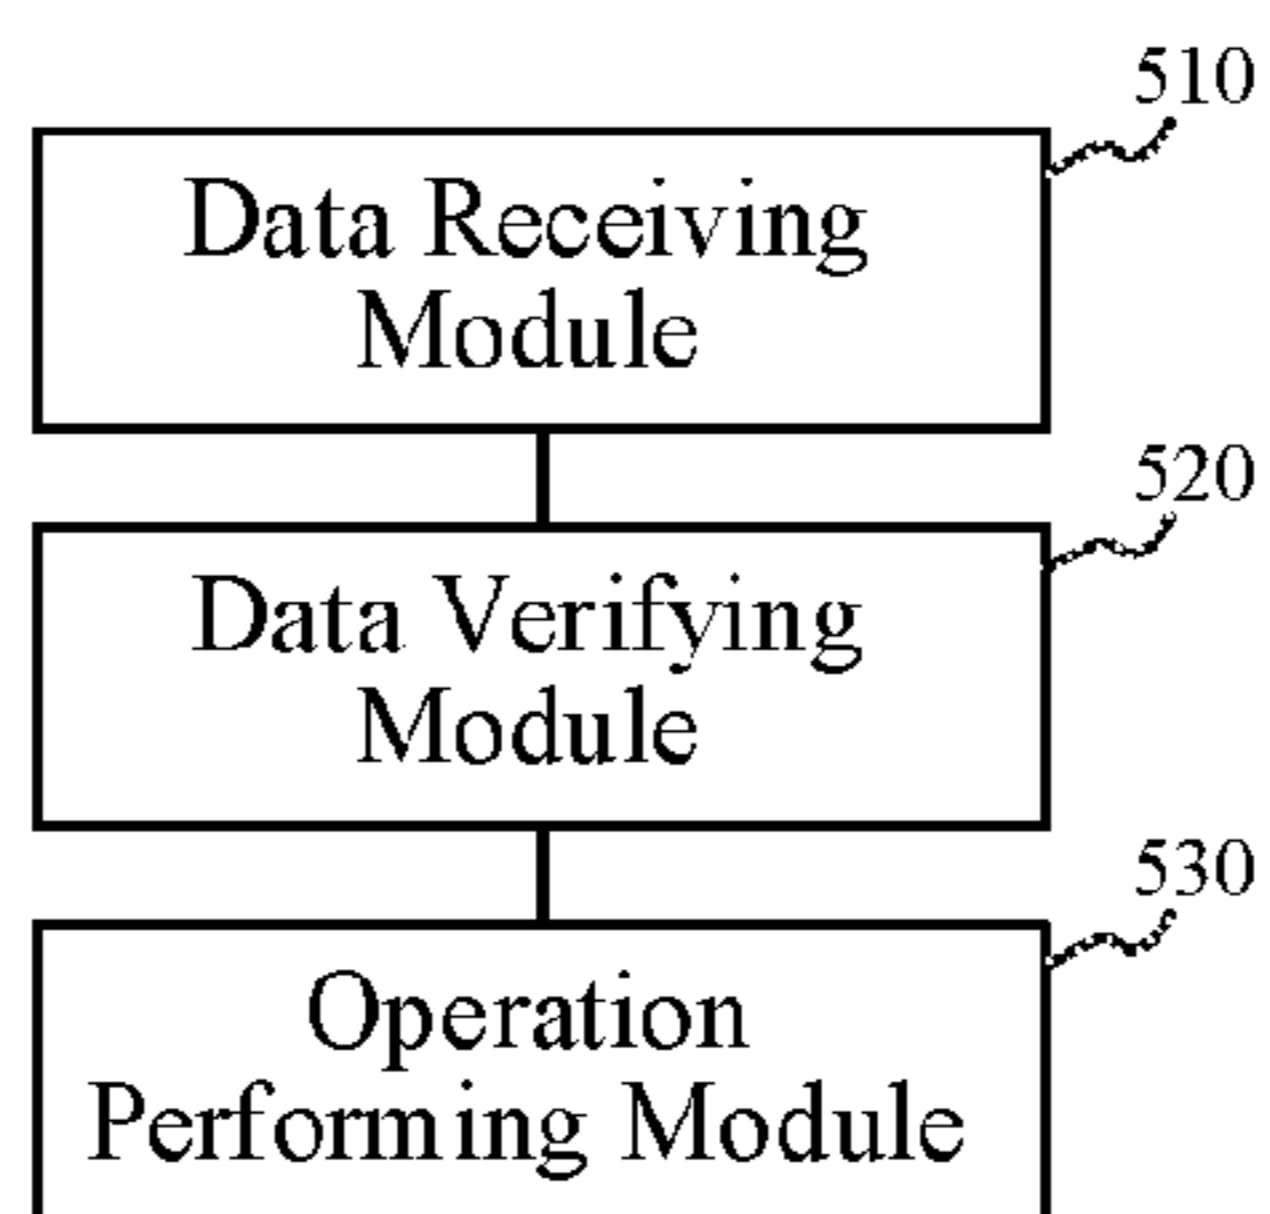 510
Data Receiving
Module
520
Data Verifying
Module
530
Operation
Performing Module